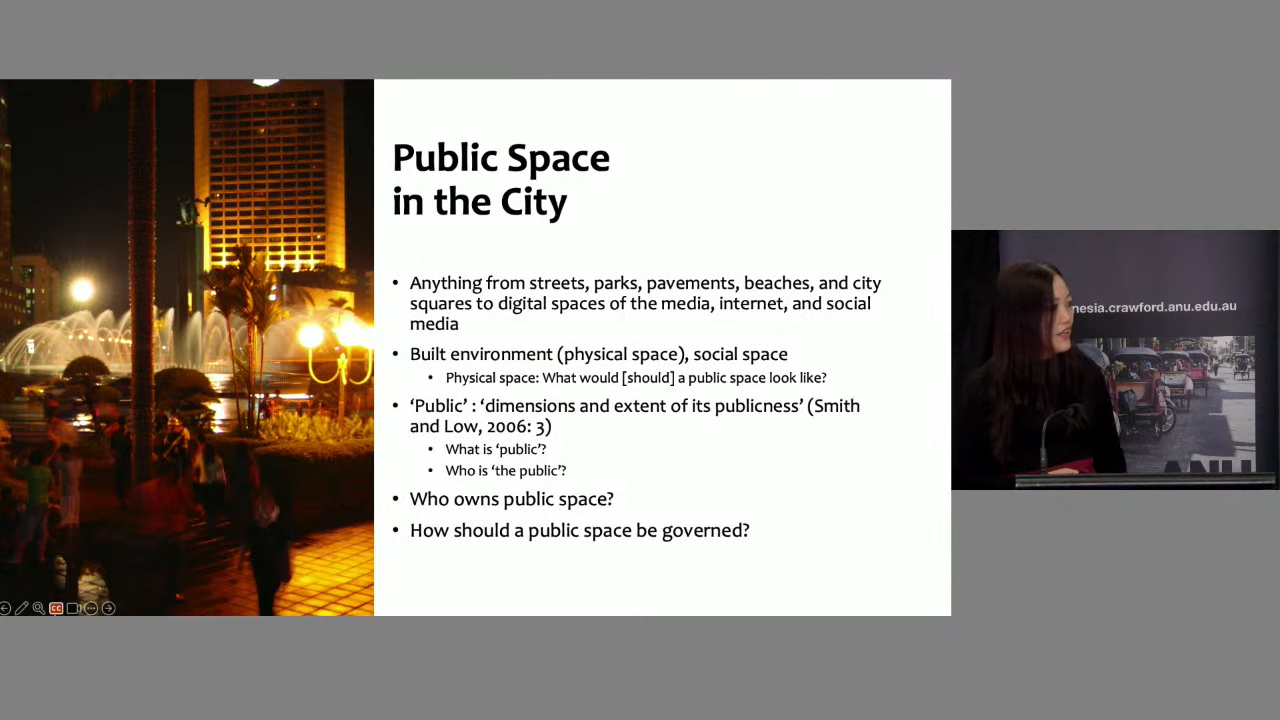 Public Space
in the City
• Anything from streets, parks, pavements, beaches, and city
squares to digital spaces of the media, internet, and social
media
• Built environment (physical space), social space
• Physical space: What would [should] a public space look like?
• ‘Public’ : ‘dimensions and extent of its publicness’ (Smith
and Low, 2006: 3)
• What is ‘public’?
• Who is ‘the public’?
• Who owns public space?
• How should a public space be governed?
cc
nesia.crawford.anu.edu.au
ANU